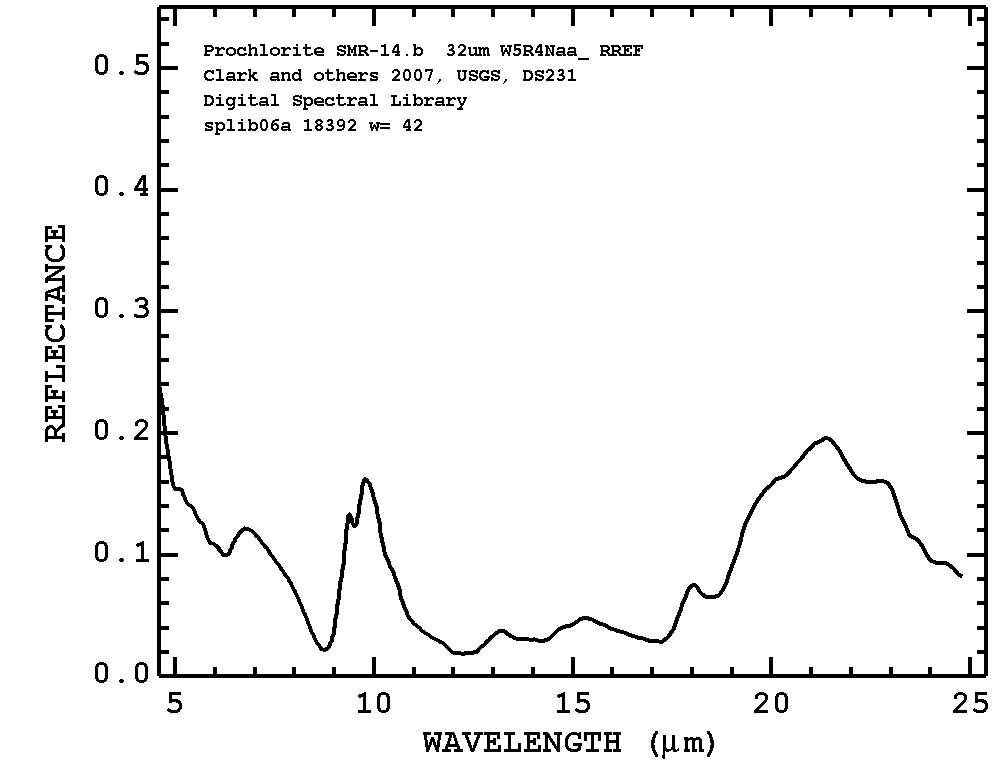 Prochlorite SMR-14.b 32um W5R4Naa_ RREF
Clark and others 2007, USGS, DS231
Digital Spectral Library
splib06a 18392 w= 42
0.5
0.4
0.3
0.2
0.1
0.0
REFLECTANCE
5 10 15 20 25
WAVELENGTH (μm)